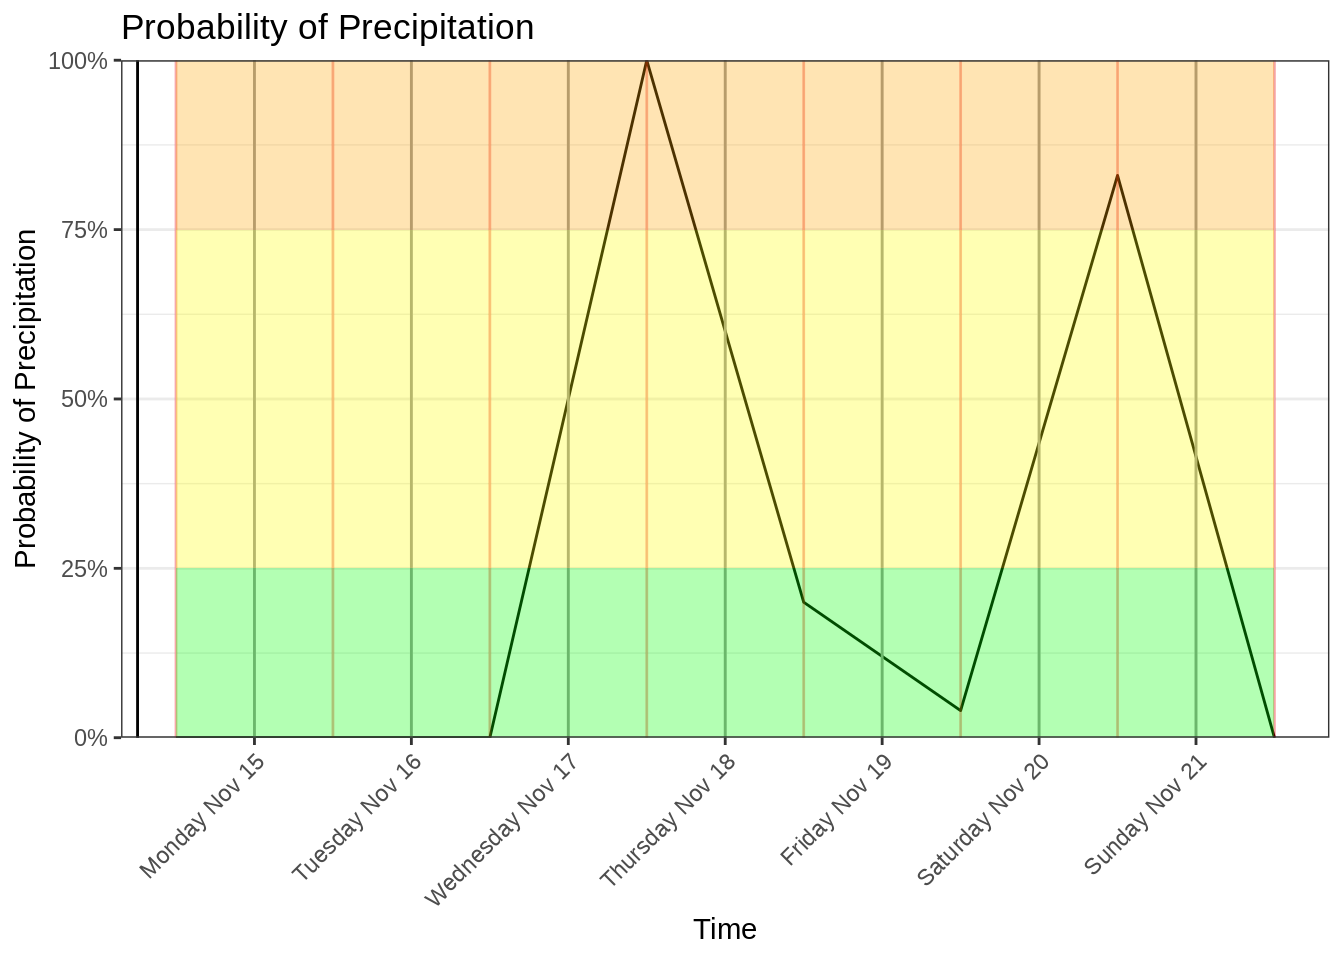 Probability of Precipitation
Probability of Precipitation
100%
75%
50%
25%
0%
Monday Nov 15
Tuesday Nov 16
Wednesday Nov 17
Thursday Nov 18
Friday Nov 19
Saturday Nov 20
Sunday Nov 21
Time